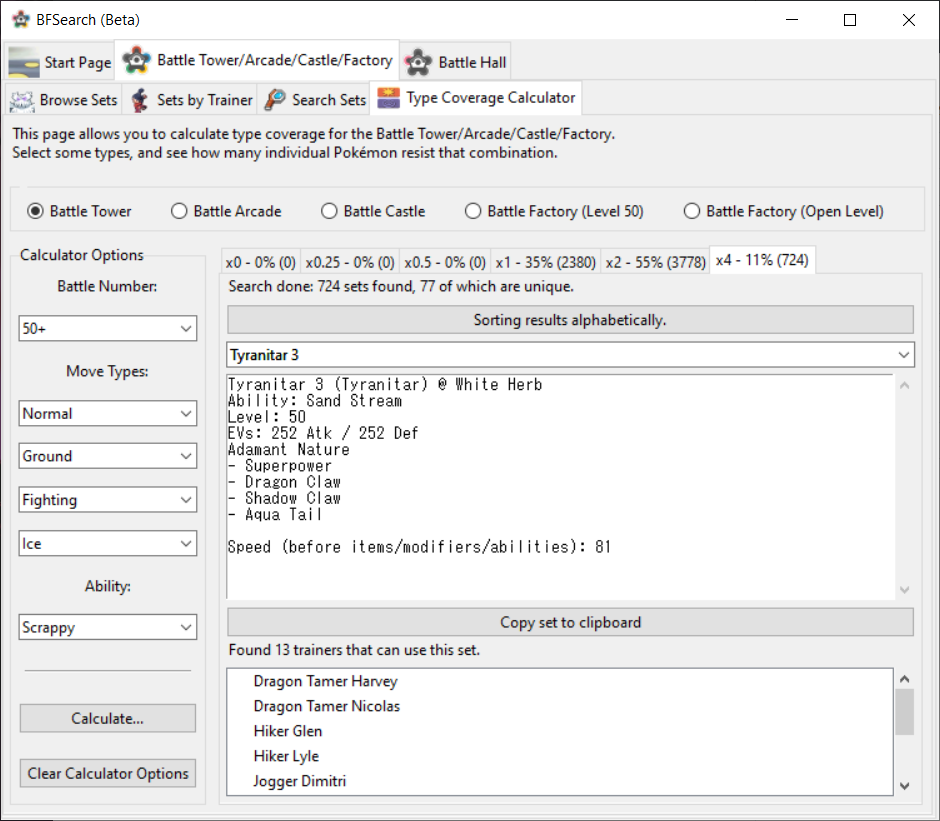 BFSearch (Beta)
Start Page
Battle Tower/Arcade/Castle/Factory
Battle Hall
Browse Sets
Sets by Trainer
Search Sets
Type Coverage Calculator
This page allows you to calculate type coverage for the Battle Tower/Arcade/Castle/Factory.
Select some types, and see how many individual Pokémon resist that combination.
Battle Tower
Battle Arcade
Battle Castle
Battle Factory (Level 50)
Battle Factory (Open Level)
Calculator Options
Battle Number:
50+
Move Types:
Normal
Ground
Fighting
Ice
Ability:
Scrappy
Calculate...
Clear Calculator Options
x0 - 0% (0)
x0.25 - 0% (0)
x0.5 - 0% (0)
x1 - 35% (2380)
x2 - 55% (3778)
x4 - 11% (724)
Search done: 724 sets found, 77 of which are unique.
Sorting results alphabetically.
Tyranitar 3
Tyranitar 3 (Tyranitar) @ White Herb
Ability: Sand Stream
Level: 50
EVs: 252 Atk / 252 Def
Adamant Nature
- Superpower
- Dragon Claw
- Shadow Claw
- Aqua Tail
Speed (before items/modifiers/abilities): 81
Copy set to clipboard
Found 13 trainers that can use this set.
Dragon Tamer Harvey
Dragon Tamer Nicolas
Hiker Glen
Hiker Lyle
Jogger Dimitri